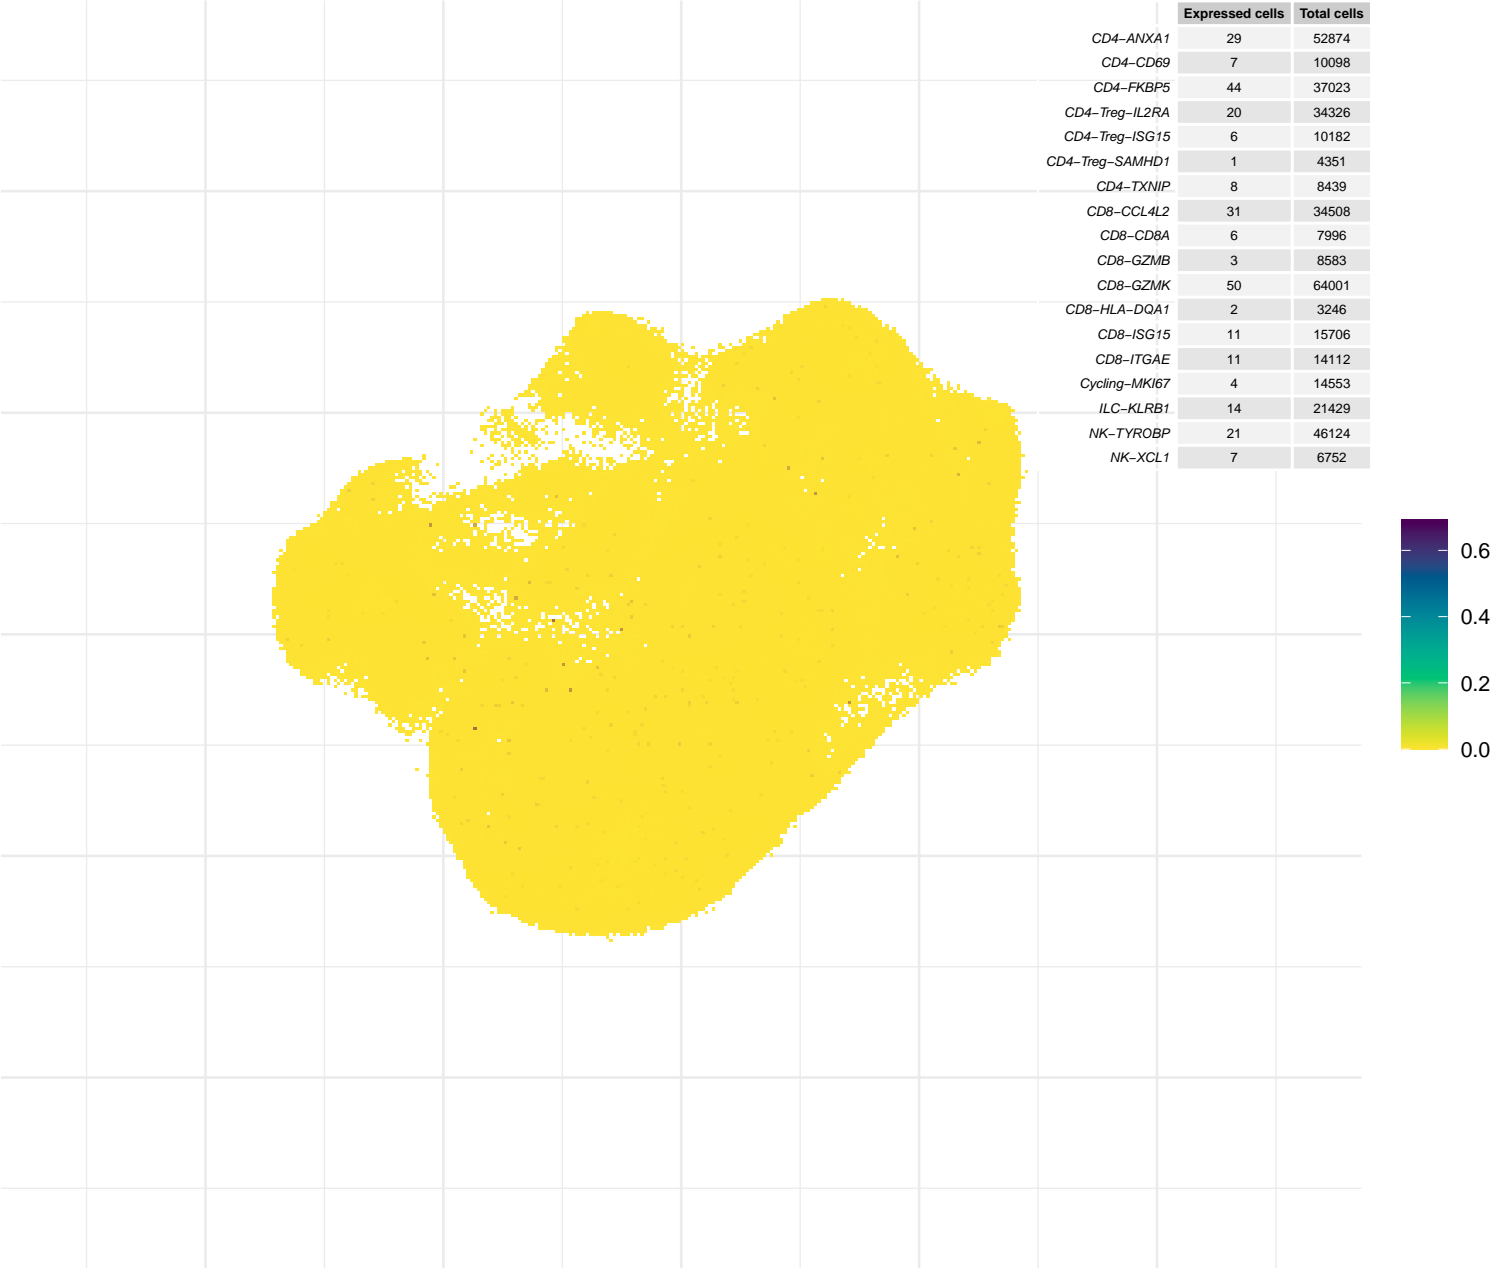 Expressed cells Total cells
CD4−ANXA1 29 52874
CD4−CD69 7 10098
CD4−FKBP5 44 37023
CD4−Treg−IL2RA 20 34326
CD4−Treg−ISG15 6 10182
CD4−Treg−SAMHD1 1 4351
CD4−TXNIP 8 8439
CD8−CCL4L2 31 34508
CD8−CD8A 6 7996
CD8−GZMB 3 8583
CD8−GZMK 50 64001
CD8−HLA−DQA1 2 3246
CD8−ISG15 11 15706
CD8−ITGAE 11 14112
Cycling−MKI67 4 14553
ILC−KLRB1 14 21429
NK−TYROBP 21 46124
NK−XCL1 7 6752
0.6
0.4
0.2
0.0